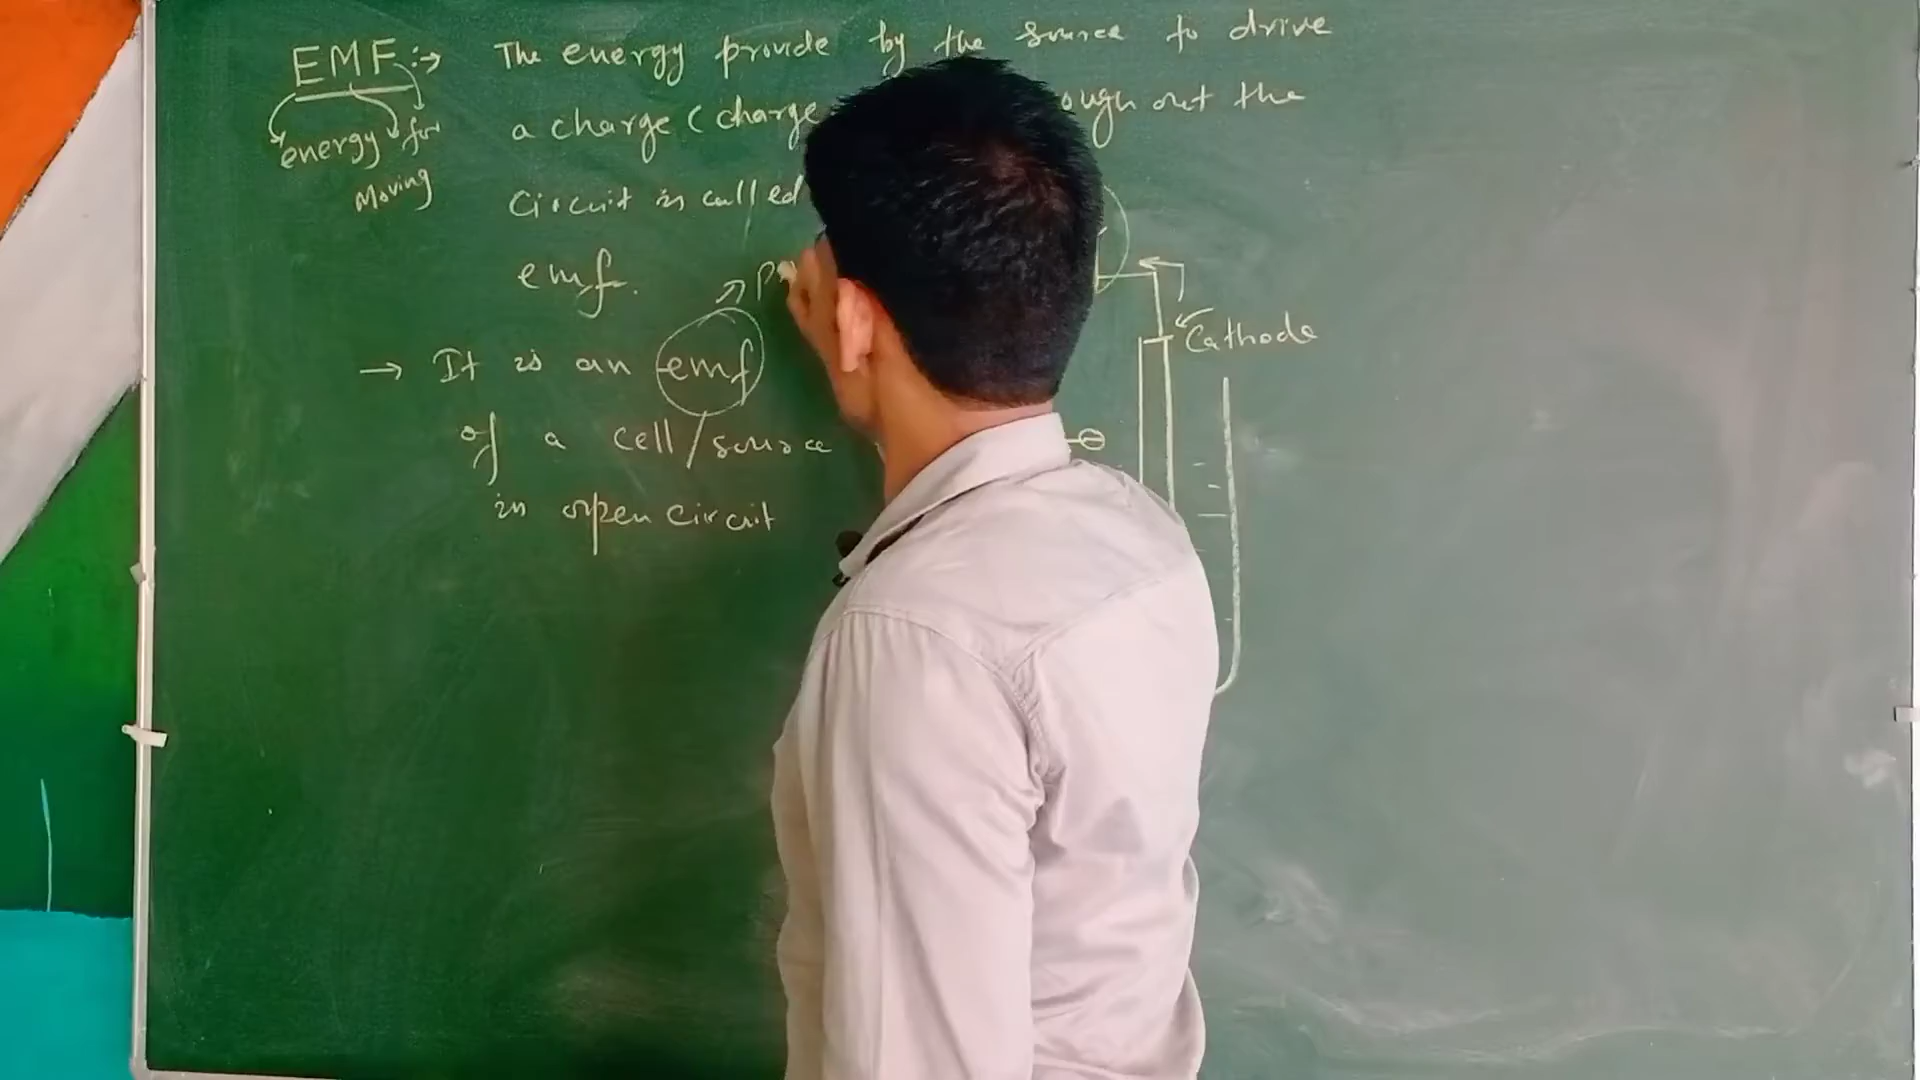 EMF :→ The energy provide by the source to drive
energy for
Moving
a charge (charge ough out the
Circuit is called
emf.
→ It is an emf
of a cell/source
in open circuit
Cathode
⊖